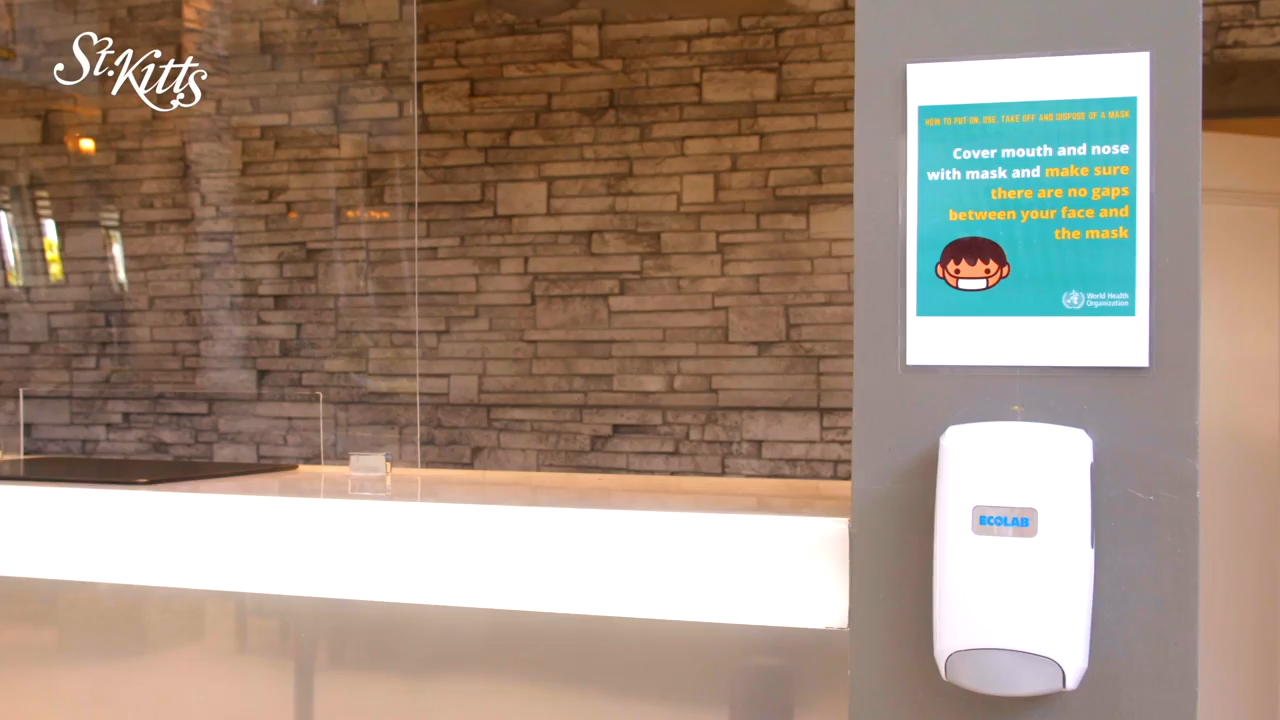 St. Kitts
HOW TO PUT ON, USE, TAKE OFF AND DISPOSE OF A MASK
Cover mouth and nose
with mask and make sure
there are no gaps
between your face and
the mask
World Health
Organization
ECOLAB